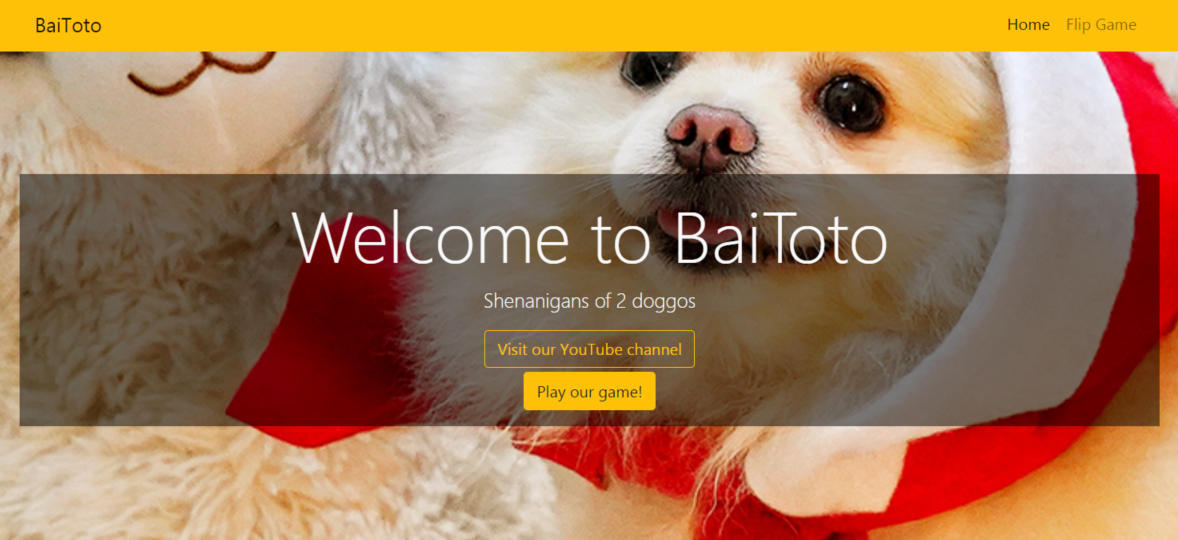 BaiToto
Home Flip Game
Welcome to BaiToto
Shenanigans of 2 doggos
Visit our YouTube channel
Play our game!